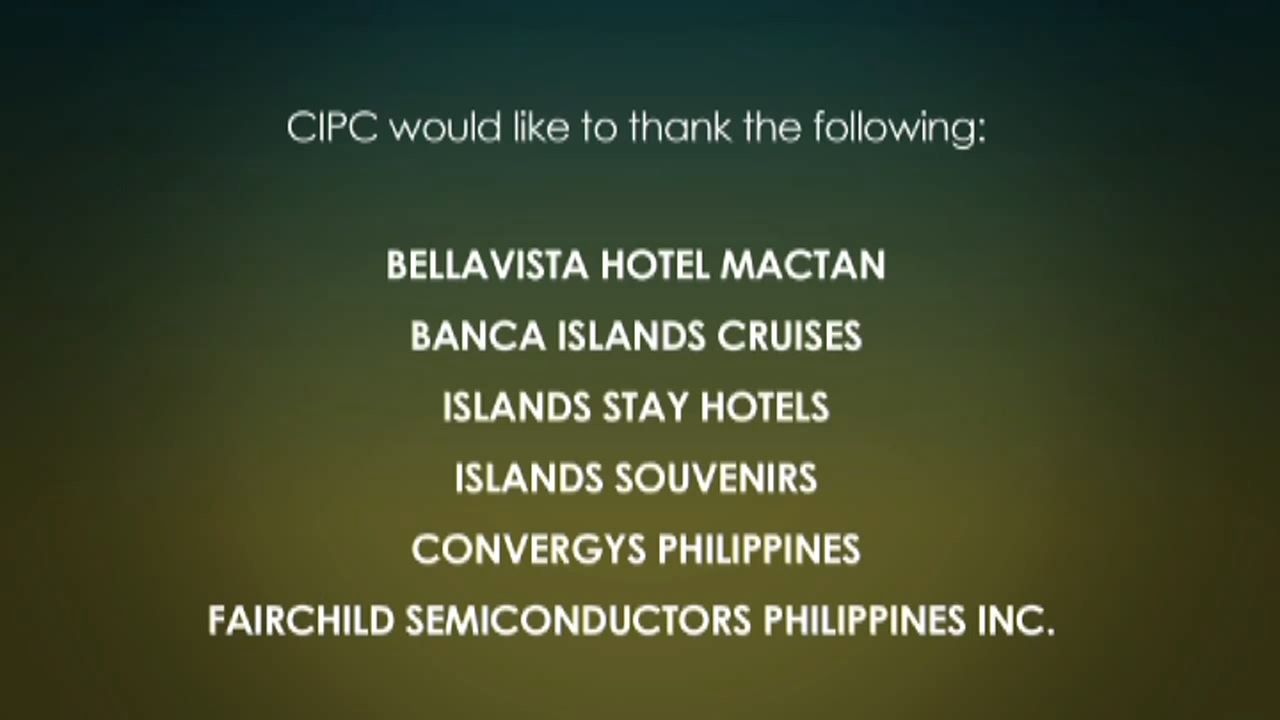 CIPC would like to thank the following:
BELLAVISTA HOTEL MACTAN
BANCA ISLANDS CRUISES
ISLANDS STAY HOTELS
ISLANDS SOUVENIRS
CONVERGYS PHILIPPINES
FAIRCHILD SEMICONDUCTORS PHILIPPINES INC.